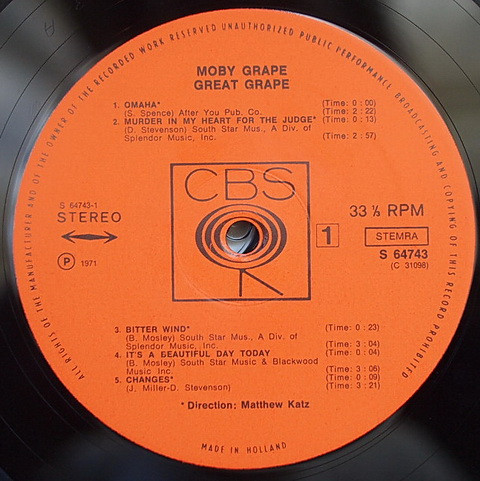 ALL RIGHTS OF THE MANUFACTURER AND OF THE OWNER OF THE RECORDED WORK RESERVED UNAUTHORIZED PUBLIC PERFORMANCE BROADCASTING AND COPYING OF THIS RECORD PROHIBITED
MOBY GRAPE
GREAT GRAPE
1. OMAHA* (Time: 0 : 00)
(S. Spence) After You Pub. Co. (Time: 2 : 22)
2. MURDER IN MY HEART FOR THE JUDGE* (Time: 0 : 13)
(D. Stevenson) South Star Mus., A Div. of
Splendor Music, Inc. (Time: 2 : 57)
CBS
S 64743-1
STEREO
33 ⅓ RPM
1
STEMRA
S 64743
(C 31098)
P 1971
3. BITTER WIND* (Time: 0 : 23)
(B. Mosley) South Star Mus., A Div. of
Splendor Music, Inc. (Time: 3 : 04)
4. IT'S A BEAUTIFUL DAY TODAY (Time: 0 : 04)
(B. Mosley) South Star Music & Blackwood
Music Inc. (Time: 3 : 06)
5. CHANGES* (Time: 0 : 09)
(J. Miller-D. Stevenson) (Time: 3 : 21)
* Direction: Matthew Katz
MADE IN HOLLAND